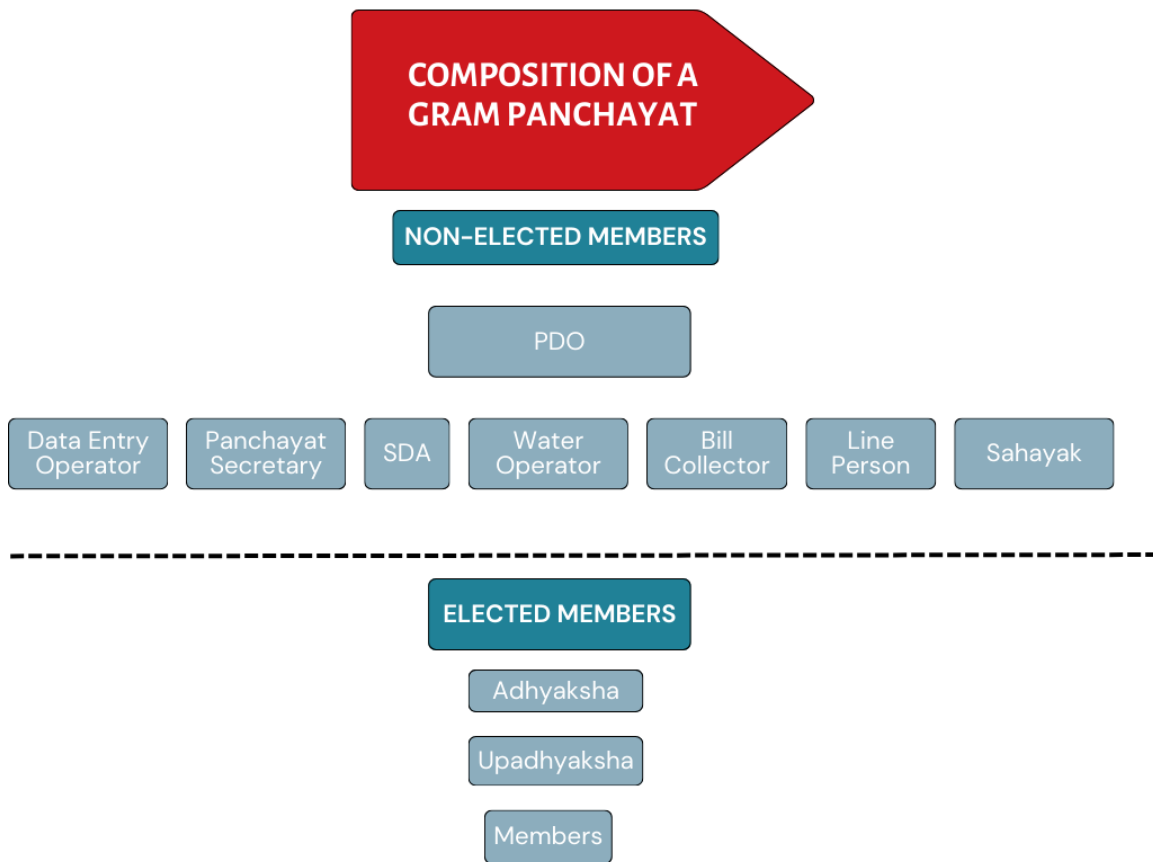 COMPOSITION OF A
GRAM PANCHAYAT
NON-ELECTED MEMBERS
PDO
Data Entry
Operator
Panchayat
Secretary
SDA
Water
Operator
Bill
Collector
Line
Person
Sahayak
ELECTED MEMBERS
Adhyaksha
Upadhyaksha
Members